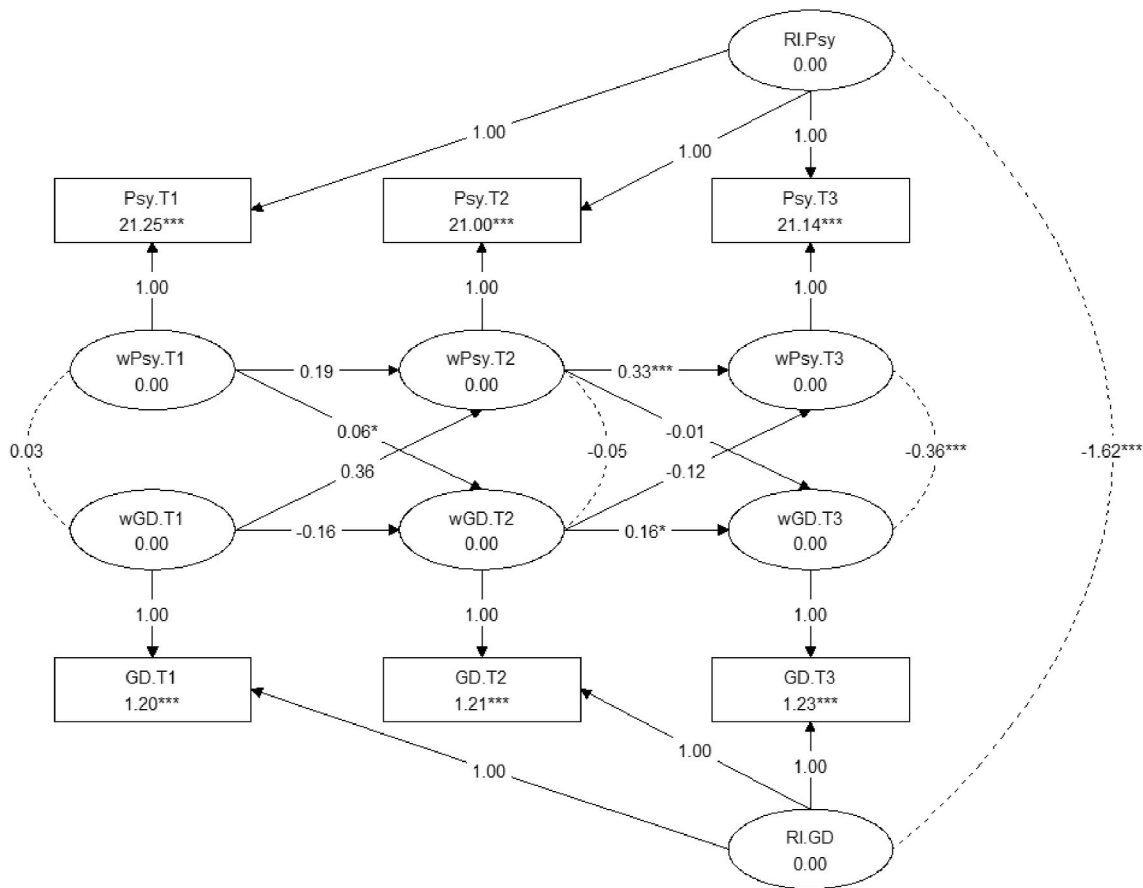 RI.Psy
0.00
1.00
1.00
1.00
Psy.T1
21.25***
Psy.T2
21.00***
Psy.T3
21.14***
1.00
1.00
1.00
wPsy.T1
0.00
0.19
wPsy.T2
0.00
0.33***
wPsy.T3
0.00
0.03
0.06*
0.36
-0.05
-0.01
-0.12
-0.36***
-1.62***
wGD.T1
0.00
-0.16
wGD.T2
0.00
0.16*
wGD.T3
0.00
1.00
1.00
1.00
GD.T1
1.20***
GD.T2
1.21***
GD.T3
1.23***
1.00
1.00
1.00
RI.GD
0.00